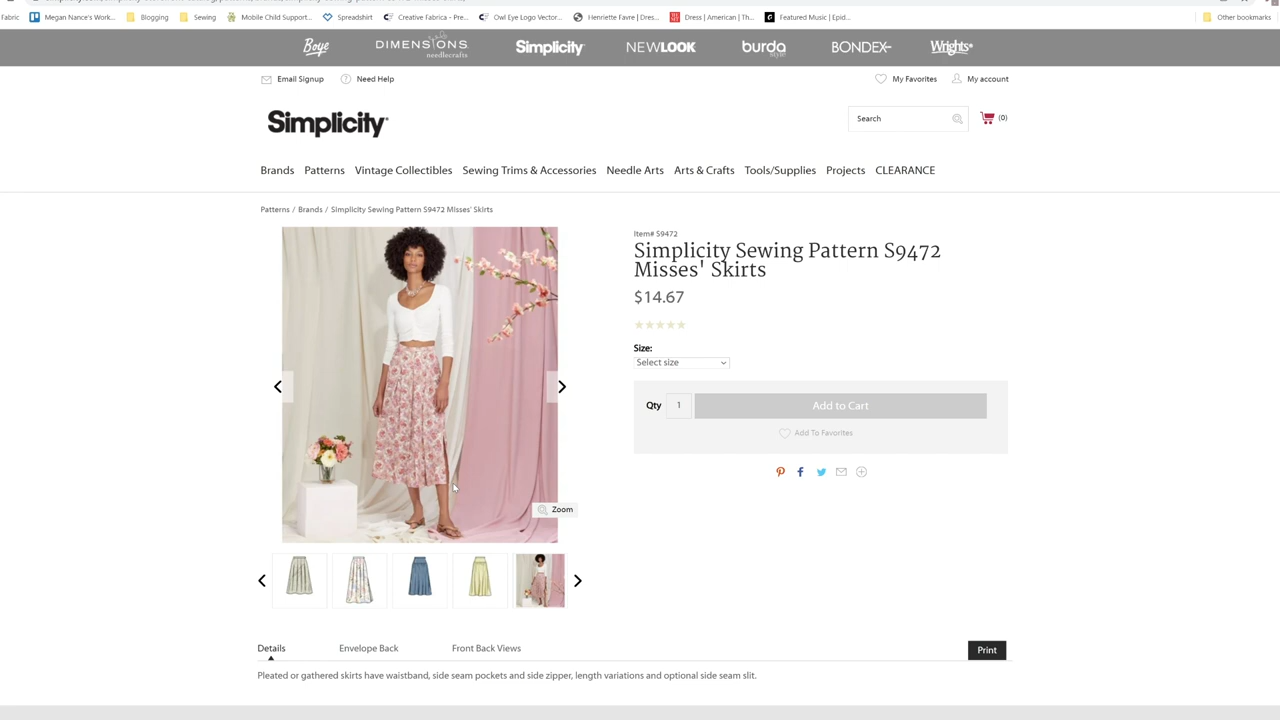 Fabric
Megan Nance's Work...
Blogging
Sewing
Mobile Child Support...
Spreadshirt
Creative Fabrica - Pre...
Owl Eye Logo Vector...
Henriette Favre | Dres...
Dress | American | Th...
Featured Music | Epid...
Other bookmarks
Boye
DIMENSIONS
needlecrafts
Simplicity
NEWLOOK
burda
style
BONDEX
Wrights
Email Signup
Need Help
My Favorites
My account
Simplicity
Search
(0)
Brands
Patterns
Vintage Collectibles
Sewing Trims & Accessories
Needle Arts
Arts & Crafts
Tools/Supplies
Projects
CLEARANCE
Patterns / Brands / Simplicity Sewing Pattern S9472 Misses' Skirts
Item# S9472
Simplicity Sewing Pattern S9472
Misses' Skirts
$14.67
Size:
Select size
Qty
1
Add to Cart
Add To Favorites
Zoom
Details
Envelope Back
Front Back Views
Print
Pleated or gathered skirts have waistband, side seam pockets and side zipper, length variations and optional side seam slit.